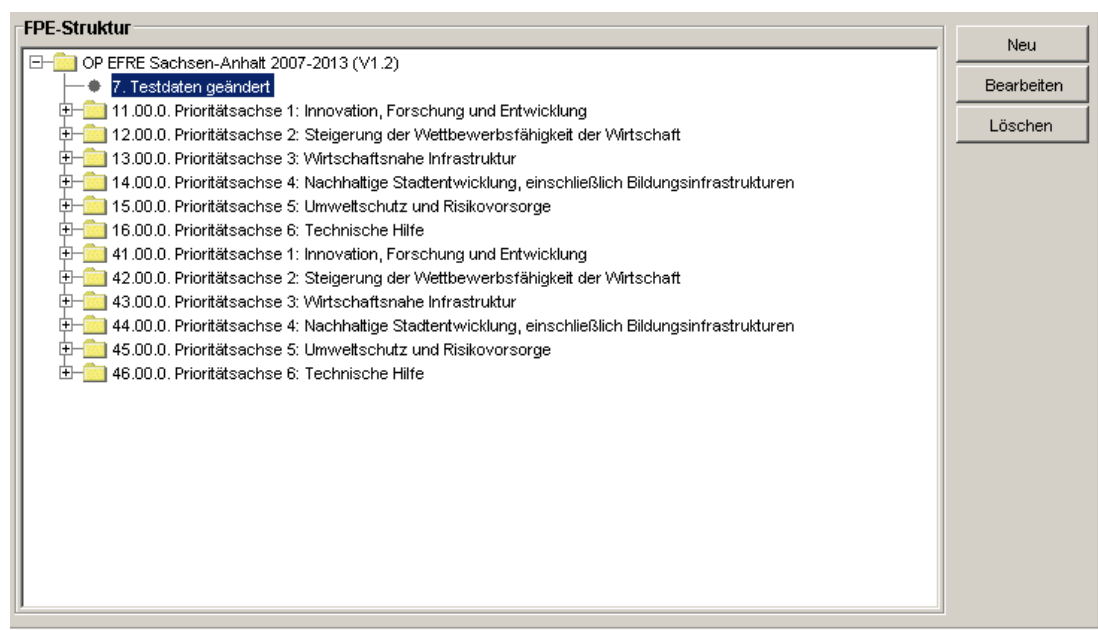 FPE-Struktur
OP EFRE Sachsen-Anhalt 2007-2013 (V1.2)
7. Testdaten geändert
11.00.0. Prioritätsachse 1: Innovation, Forschung und Entwicklung
12.00.0. Prioritätsachse 2: Steigerung der Wettbewerbsfähigkeit der Wirtschaft
13.00.0. Prioritätsachse 3: Wirtschaftsnahe Infrastruktur
14.00.0. Prioritätsachse 4: Nachhaltige Stadtentwicklung, einschließlich Bildungsinfrastrukturen
15.00.0. Prioritätsachse 5: Umweltschutz und Risikovorsorge
16.00.0. Prioritätsachse 6: Technische Hilfe
41.00.0. Prioritätsachse 1: Innovation, Forschung und Entwicklung
42.00.0. Prioritätsachse 2: Steigerung der Wettbewerbsfähigkeit der Wirtschaft
43.00.0. Prioritätsachse 3: Wirtschaftsnahe Infrastruktur
44.00.0. Prioritätsachse 4: Nachhaltige Stadtentwicklung, einschließlich Bildungsinfrastrukturen
45.00.0. Prioritätsachse 5: Umweltschutz und Risikovorsorge
46.00.0. Prioritätsachse 6: Technische Hilfe
Neu
Bearbeiten
Löschen